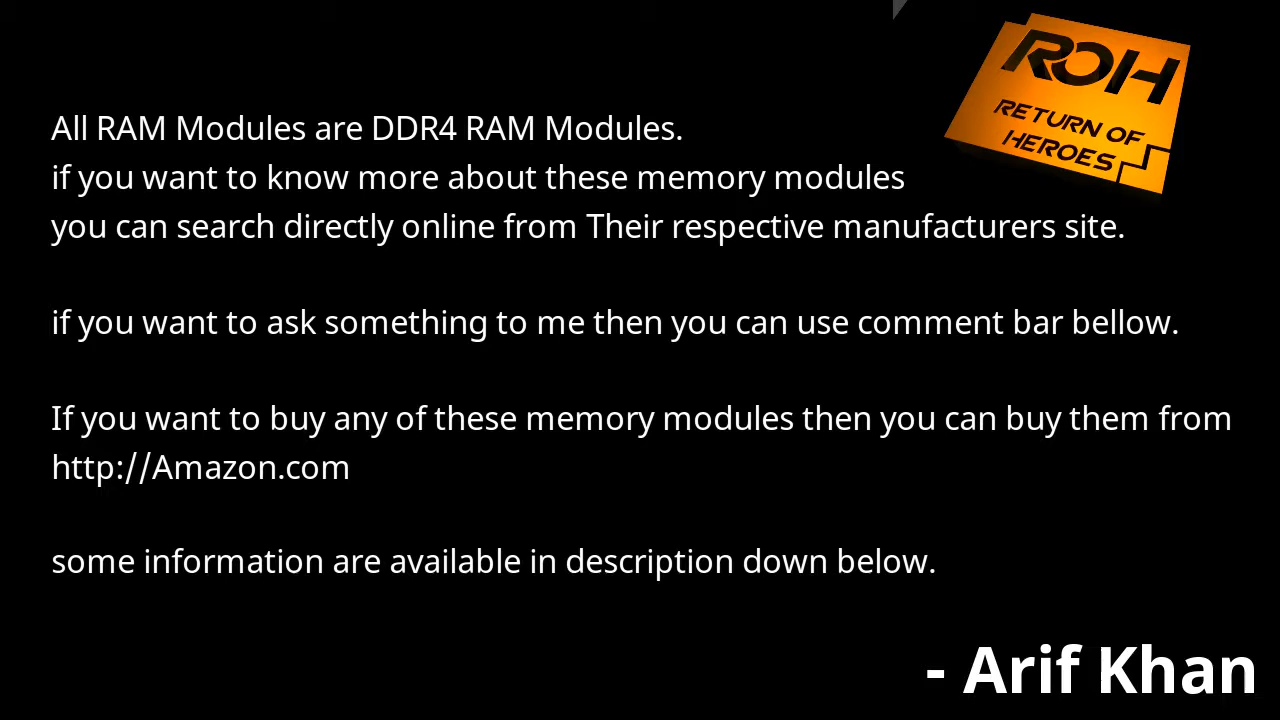 ROH
RETURN OF
HEROES
All RAM Modules are DDR4 RAM Modules.
if you want to know more about these memory modules
you can search directly online from Their respective manufacturers site.
if you want to ask something to me then you can use comment bar bellow.
If you want to buy any of these memory modules then you can buy them from
http://Amazon.com
some information are available in description down below.
- Arif Khan